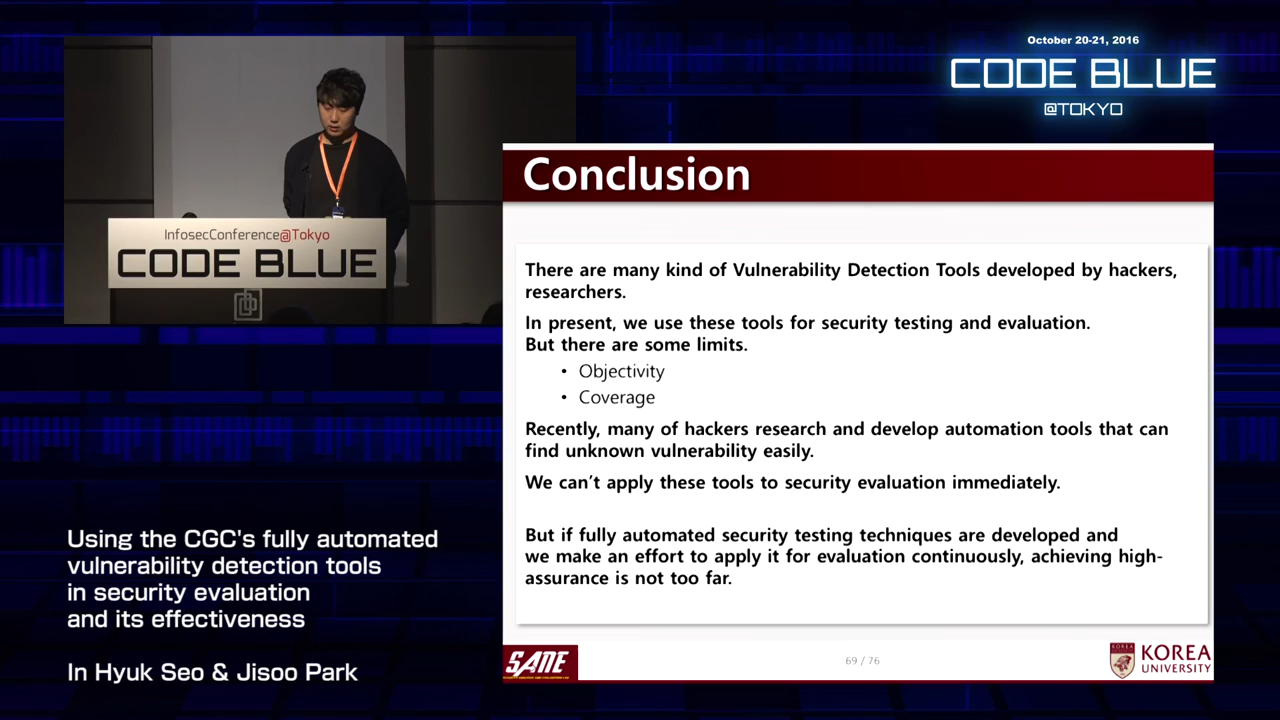 October 20-21, 2016
CODE BLUE
@TOKYO
InfosecConference@Tokyo
CODE BLUE
Conclusion
There are many kind of Vulnerability Detection Tools developed by hackers,
researchers.
In present, we use these tools for security testing and evaluation.
But there are some limits.
• Objectivity
• Coverage
Recently, many of hackers research and develop automation tools that can
find unknown vulnerability easily.
We can’t apply these tools to security evaluation immediately.
But if fully automated security testing techniques are developed and
we make an effort to apply it for evaluation continuously, achieving high-
assurance is not too far.
SANE
69 / 76
KOREA
UNIVERSITY
Using the CGC's fully automated
vulnerability detection tools
in security evaluation
and its effectiveness
In Hyuk Seo & Jisoo Park